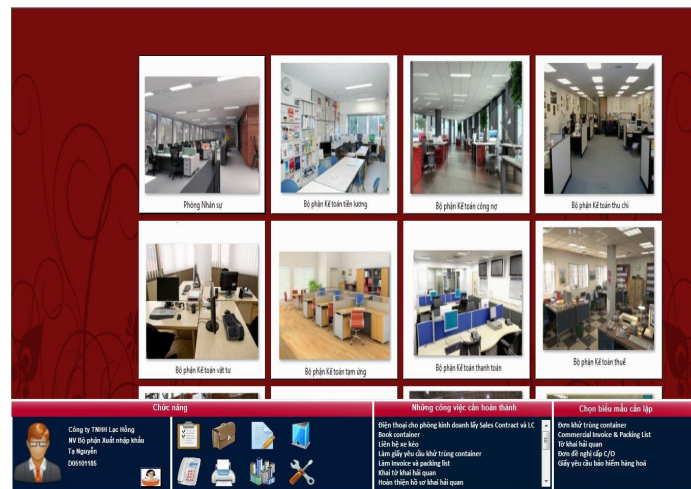 Phòng Nhân sự
Bộ phận Kế toán tiền lương
Bộ phận Kế toán công nợ
Bộ phận Kế toán thu chi
Bộ phận Kế toán vật tư
Bộ phận Kế toán tạm ứng
Bộ phận Kế toán thanh toán
Bộ phận Kế toán thuế
Chức năng
Công ty TNHH Lạc Hồng
NV Bộ phận Xuất nhập khẩu
Tạ Nguyễn
D05101185
Những công việc cần hoàn thành
Điện thoại cho phòng kinh doanh lấy Sales Contract và LC
Book container
Liên hệ xe kéo
Làm giấy yêu cầu khử trùng container
Làm Invoice và packing list
Khai tờ khai hải quan
Hoàn thiện hồ sơ khai hải quan
Chọn biểu mẫu cần lập
Đơn khử trùng container
Commercial Invoice & Packing List
Tờ khai hải quan
Đơn đề nghị cấp C/O
Giấy yêu cầu bảo hiểm hàng hoá